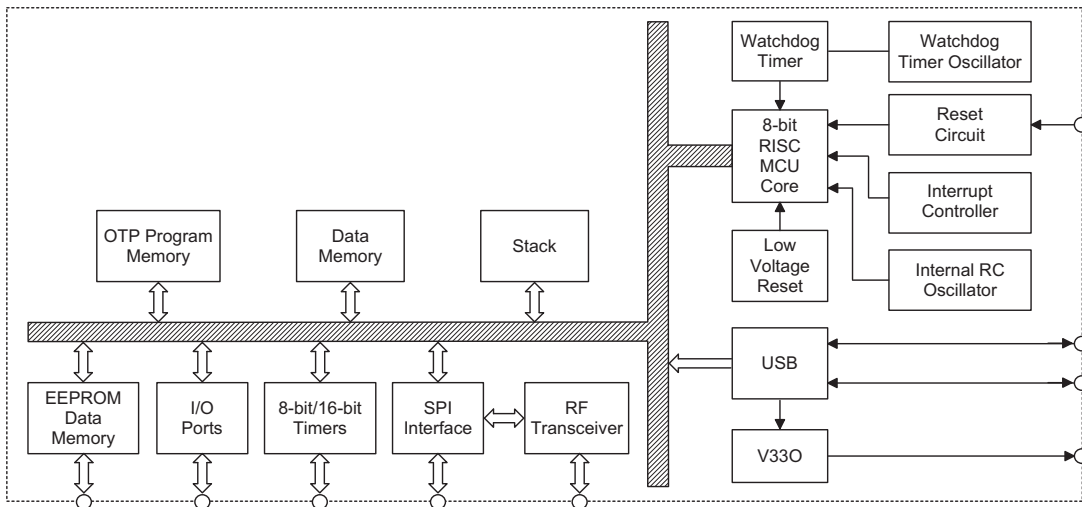 Watchdog
Timer
Watchdog
Timer Oscillator
8-bit
RISC
MCU
Core
Reset
Circuit
Interrupt
Controller
Low
Voltage
Reset
Internal RC
Oscillator
OTP Program
Memory
Data
Memory
Stack
USB
EEPROM
Data
Memory
I/O
Ports
8-bit/16-bit
Timers
SPI
Interface
RF
Transceiver
V33O